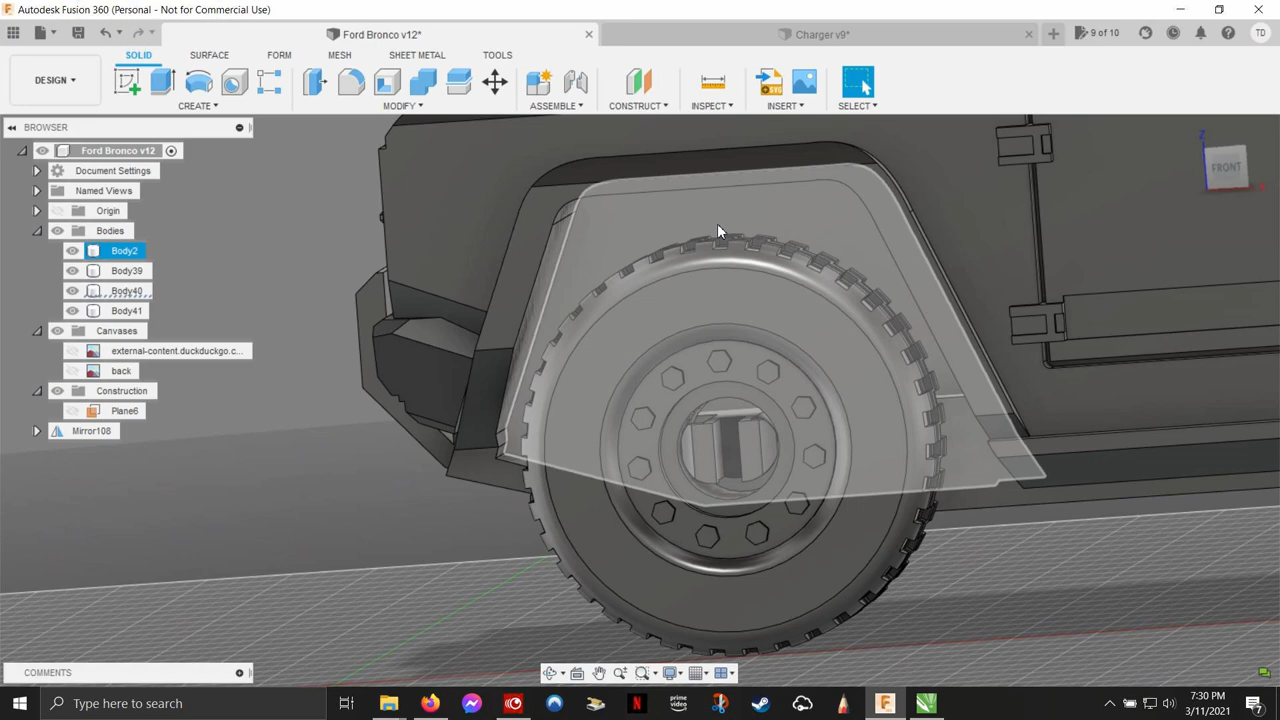 Autodesk Fusion 360 (Personal - Not for Commercial Use)
Ford Bronco v12*
Charger v9*
9 of 10
TD
DESIGN
SOLID
SURFACE
FORM
MESH
SHEET METAL
TOOLS
CREATE
MODIFY
ASSEMBLE
CONSTRUCT
INSPECT
INSERT
SELECT
BROWSER
Ford Bronco v12
Document Settings
Named Views
Origin
Bodies
Body2
Body39
Body40
Body41
Canvases
external-content.duckduckgo.c...
back
Construction
Plane6
Mirror108
Z
FRONT
X
COMMENTS
Type here to search
prime
video
7:30 PM
3/11/2021